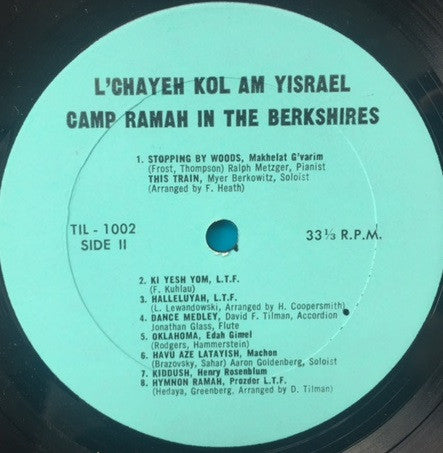 L'CHAYEH KOL AM YISRAEL
CAMP RAMAH IN THE BERKSHIRES
1. STOPPING BY WOODS, Makhelat G'varim
(Frost, Thompson) Ralph Metzger, Pianist
THIS TRAIN, Myer Berkowitz, Soloist
(Arranged by F. Heath)
TIL - 1002
SIDE II
33⅓ R.P.M.
2. KI YESH YOM, L.T.F.
(F. Kuhlau)
3. HALLELUYAH, L.T.F.
(L. Lewandowski, Arranged by H. Coopersmith)
4. DANCE MEDLEY, David F. Tilman, Accordion
Jonathan Glass, Flute
5. OKLAHOMA, Edah Gimel
(Rodgers, Hammerstein)
6. HAVU AZE LATAYISH, Machon
(Brazovsky, Sahar) Aaron Goldenberg, Soloist
7. KIDDUSH, Henry Rosenblum
8. HYMNON RAMAH, Prozdor L.T.F.
(Hedaya, Greenberg, Arranged by D. Tilman)